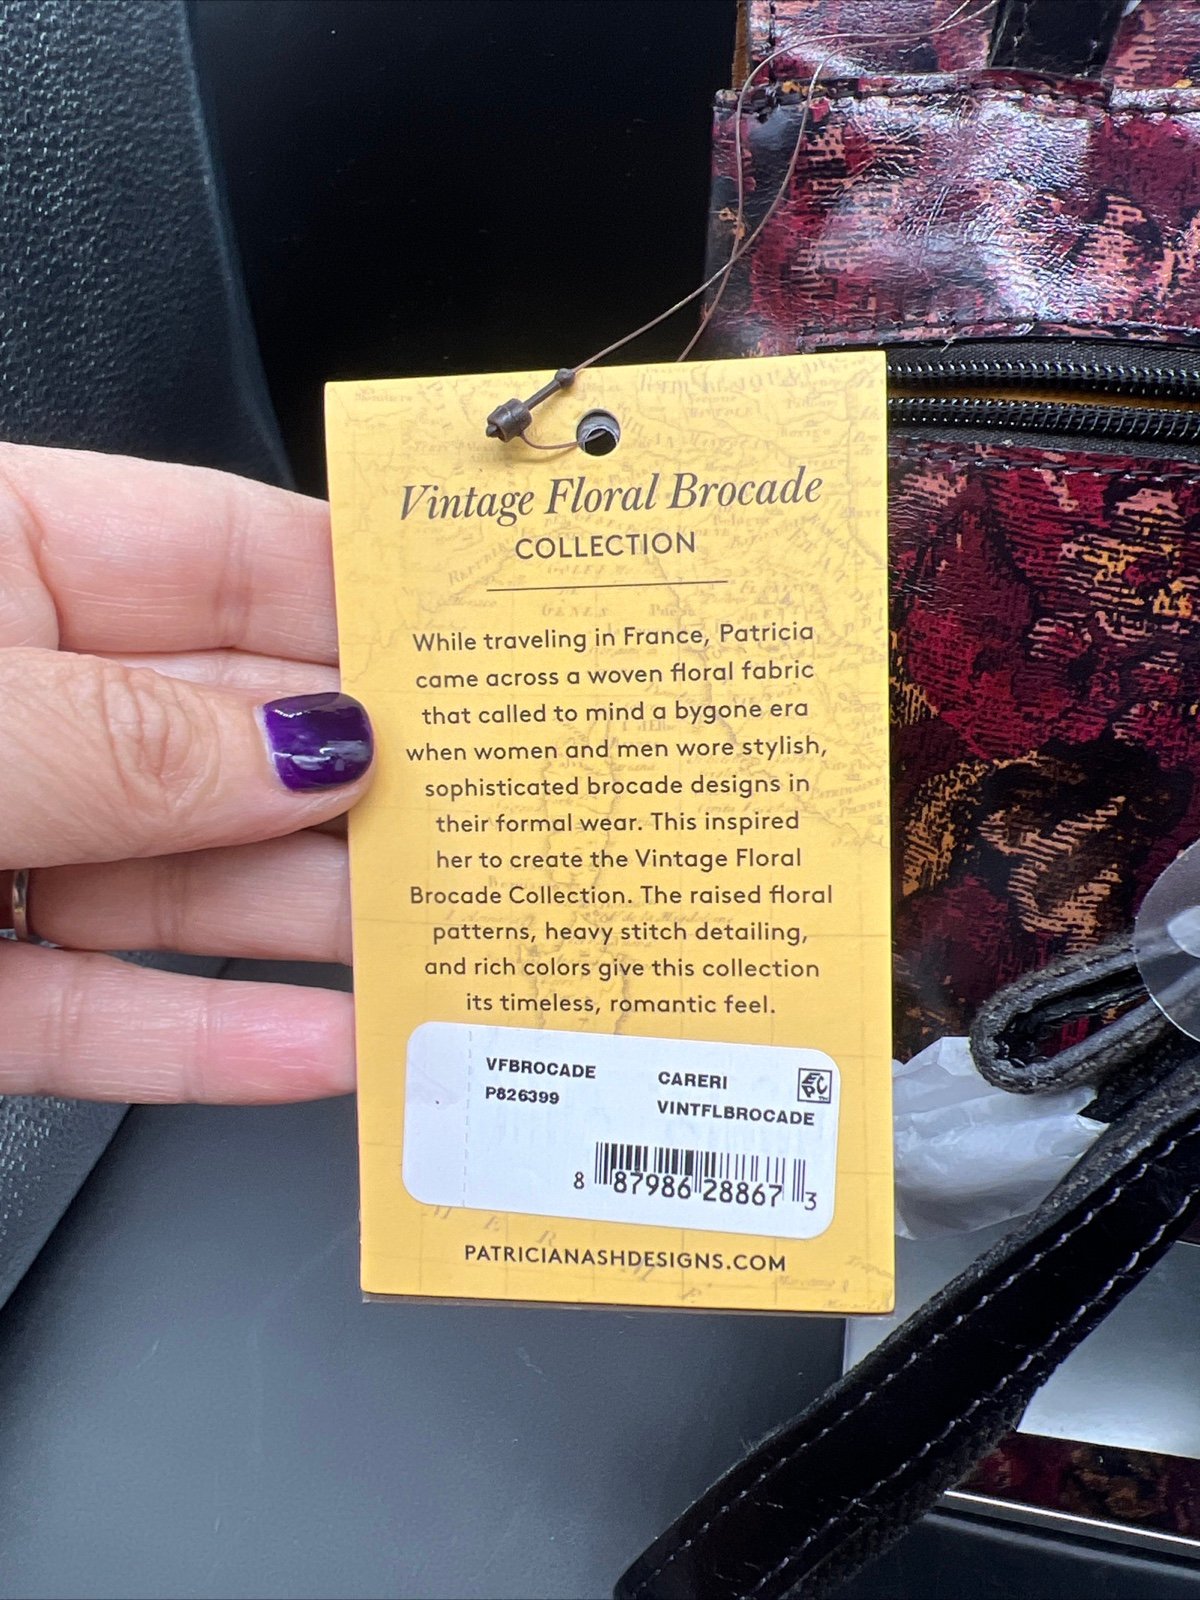 Vintage Floral Brocade
COLLECTION
While traveling in France, Patricia
came across a woven floral fabric
that called to mind a bygone era
when women and men wore stylish,
sophisticated brocade designs in
their formal wear. This inspired
her to create the Vintage Floral
Brocade Collection. The raised floral
patterns, heavy stitch detailing,
and rich colors give this collection
its timeless, romantic feel.
VFBROCADE CARERI EPC
P826399 VINTFLBROCADE
8 87986 28867 3
PATRICIANASHDESIGNS.COM